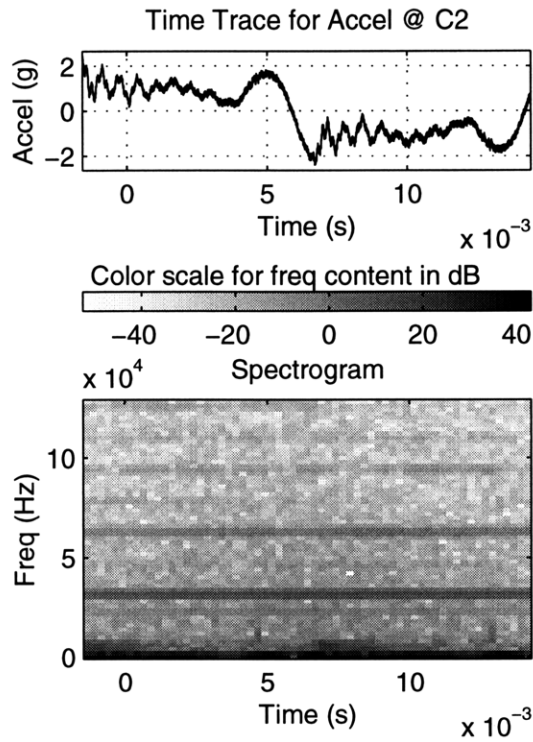 Time Trace for Accel @ C2
Accel (g)
2
0
−2
0
5
10
Time (s)
x 10⁻³
Color scale for freq content in dB
−40
−20
0
20
40
x 10⁴
Spectrogram
Freq (Hz)
10
5
0
0
5
10
Time (s)
x 10⁻³